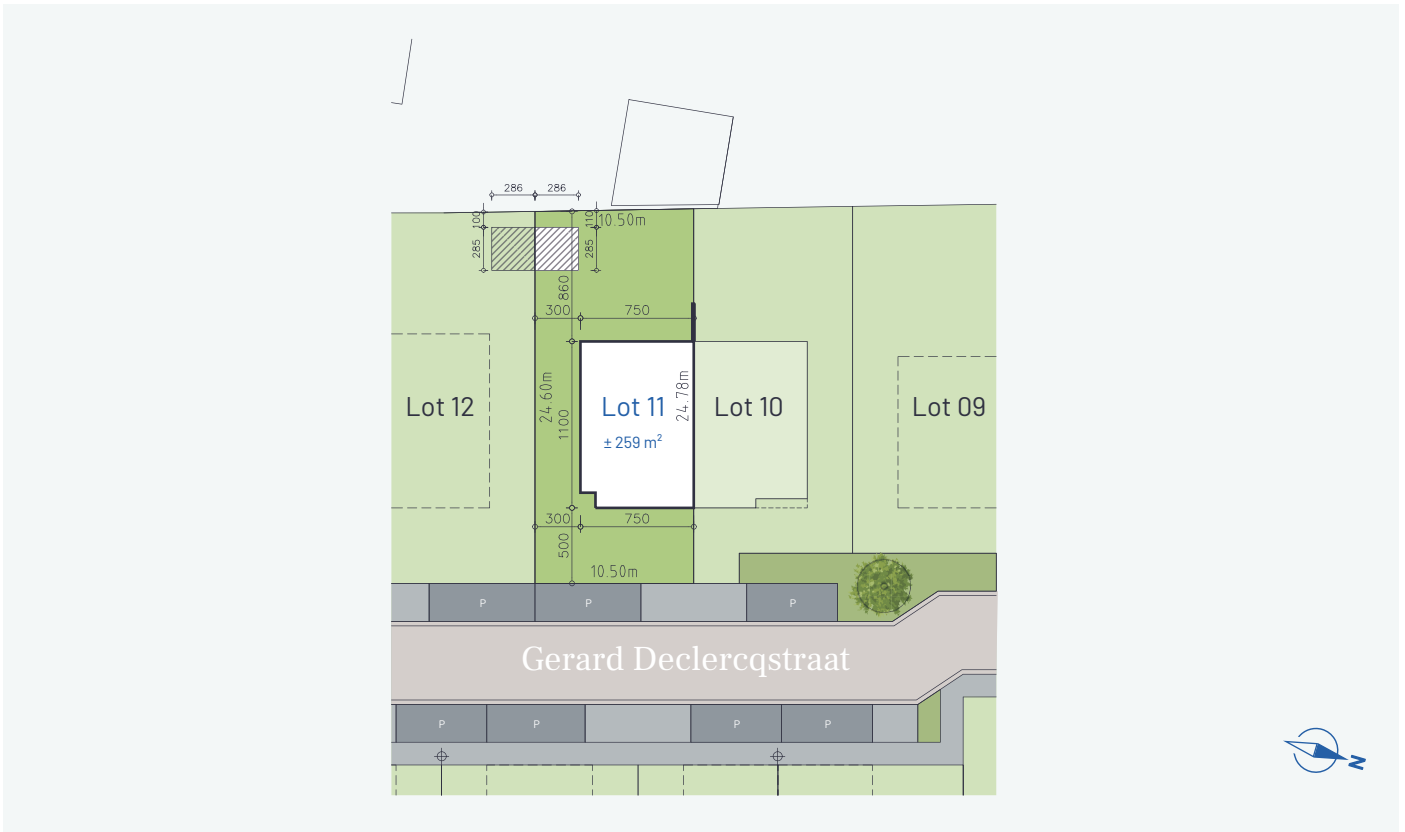 286 286
100
110
10.50m
285
285
860
300 750
24.60m
24.78m
1100
Lot 12
Lot 11
± 259 m²
Lot 10
Lot 09
300 750
500
10.50m
P P P
Gerard Declercqstraat
P P P P
N